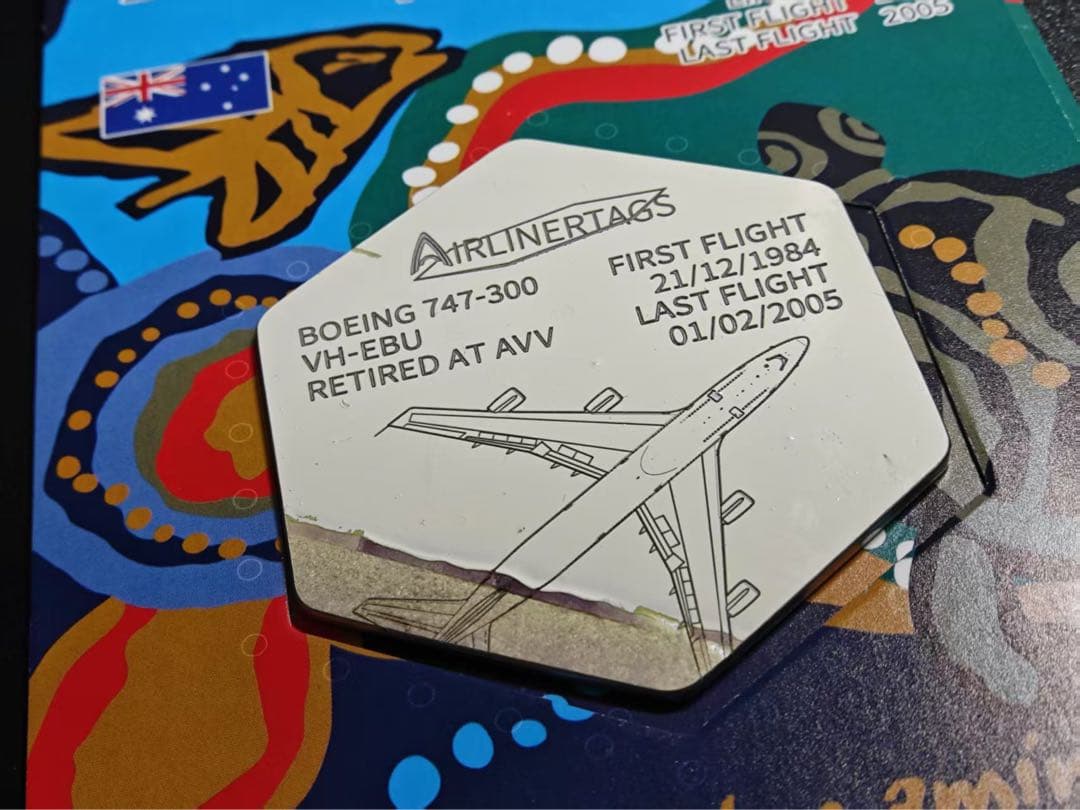 FIRST FLIGHT
LAST FLIGHT 2005
AIRLINERTAGS
BOEING 747-300
VH-EBU
RETIRED AT AVV
FIRST FLIGHT
21/12/1984
LAST FLIGHT
01/02/2005